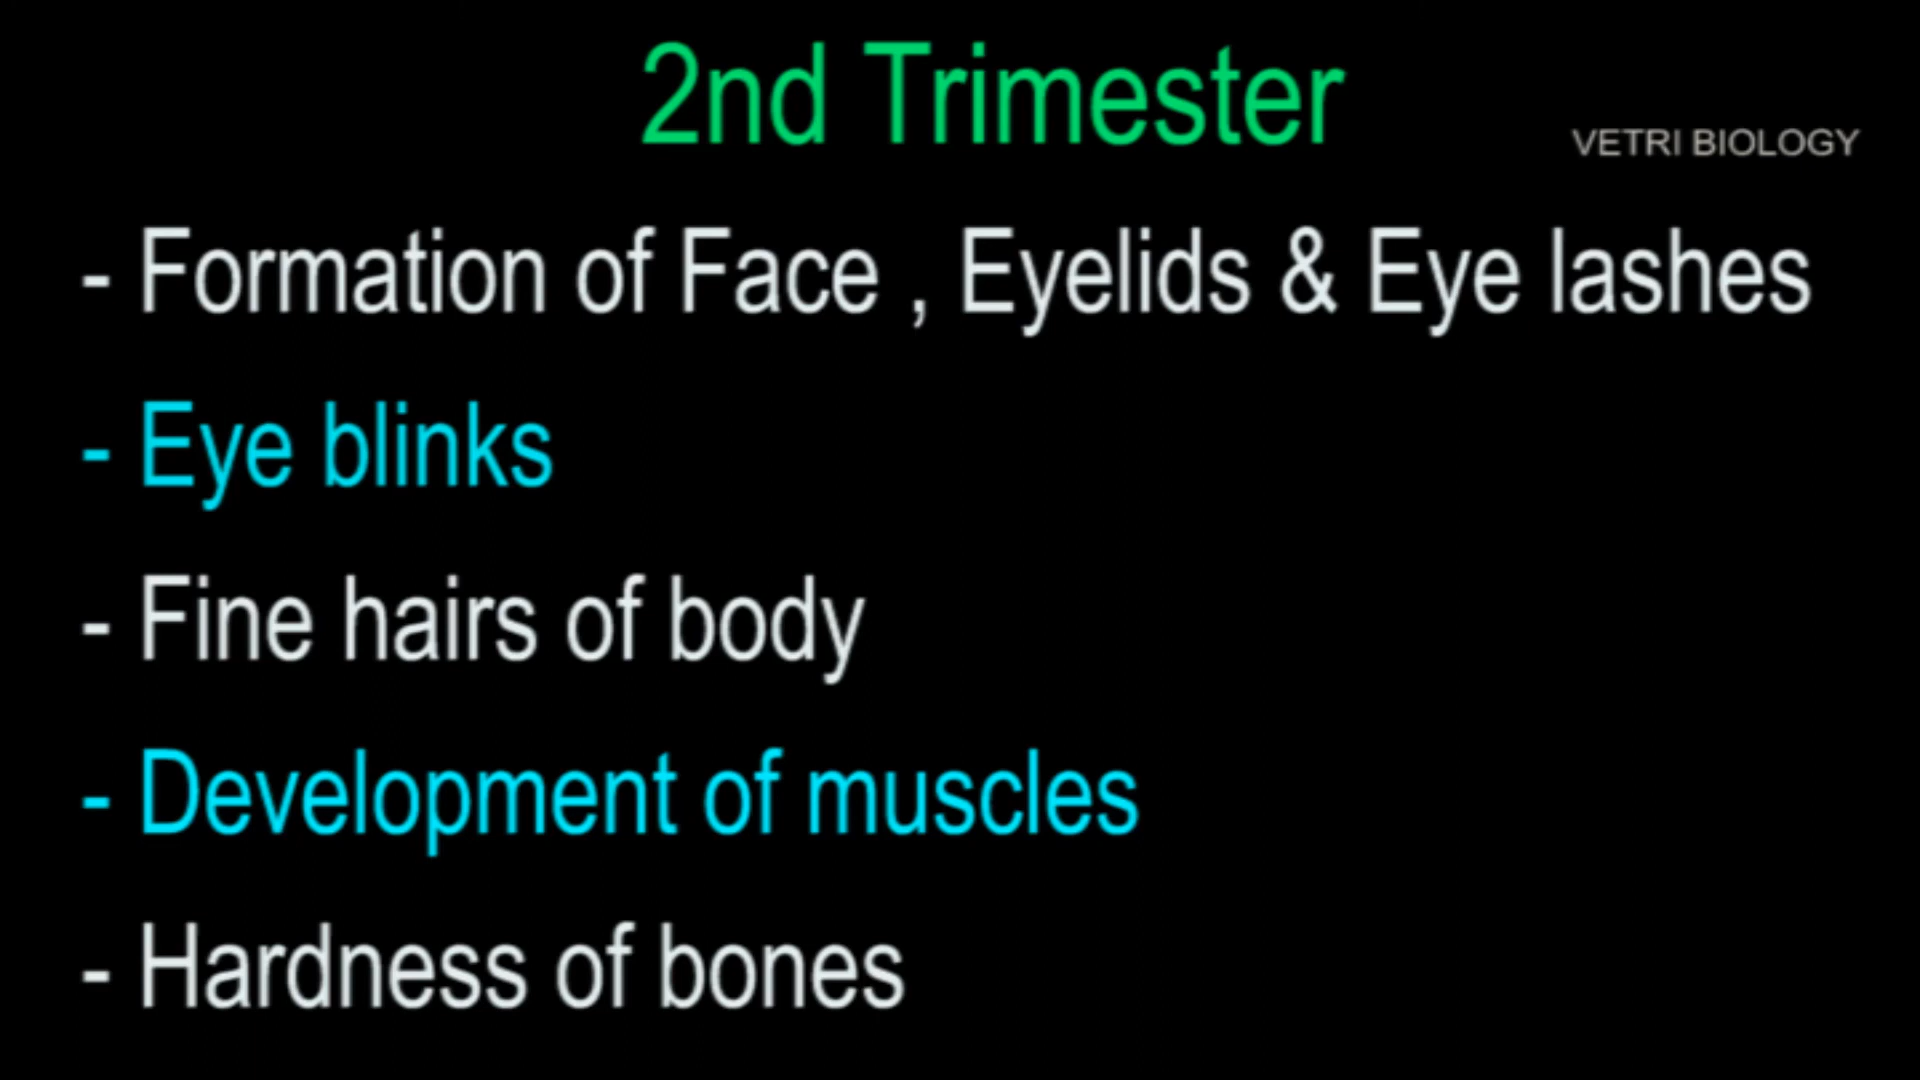 2nd Trimester
VETRI BIOLOGY
- Formation of Face , Eyelids & Eye lashes
- Eye blinks
- Fine hairs of body
- Development of muscles
- Hardness of bones